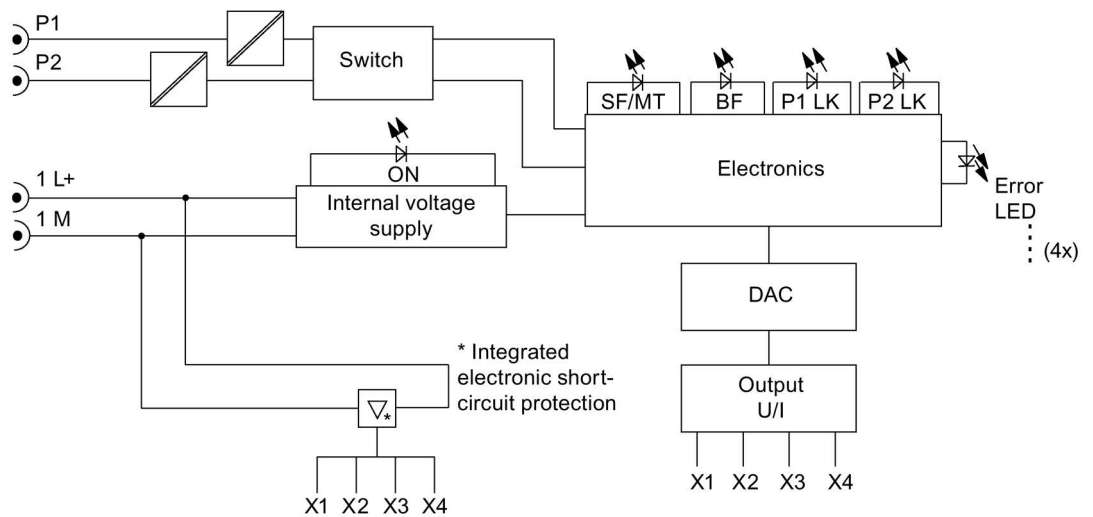 P1
P2
Switch
SF/MT
BF
P1 LK
P2 LK
Electronics
Error
LED
(4x)
1 L+
1 M
ON
Internal voltage
supply
DAC
* Integrated
electronic short-
circuit protection
*
Output
U/I
X1 X2 X3 X4
X1 X2 X3 X4